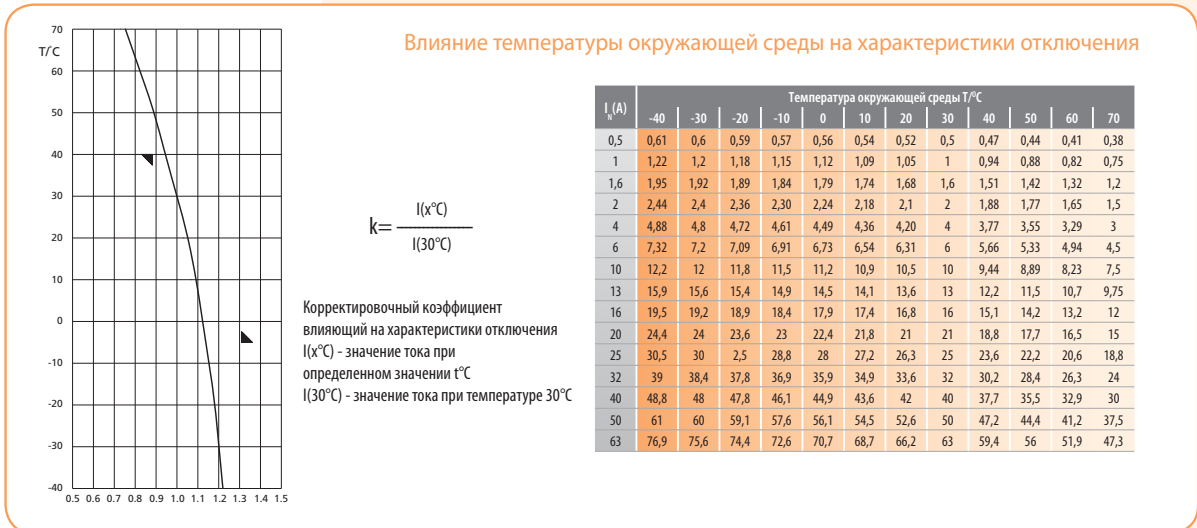 Влияние температуры окружающей среды на характеристики отключения
70
T/˚C
60
50
40
30
20
10
0
-10
-20
-30
-40
0.5 0.6 0.7 0.8 0.9 1.0 1.1 1.2 1.3 1.4 1.5
I(x°C)
k=
I(30°C)
Корректировочный коэффициент
влияющий на характеристики отключения
I(x°C) - значение тока при
определенном значении t°C
I(30°C) - значение тока при температуре 30°C
I N (A) Температура окружающей среды T/°C
-40 -30 -20 -10 0 10 20 30 40 50 60 70
0,5 0,61 0,6 0,59 0,57 0,56 0,54 0,52 0,5 0,47 0,44 0,41 0,38
1 1,22 1,2 1,18 1,15 1,12 1,09 1,05 1 0,94 0,88 0,82 0,75
1,6 1,95 1,92 1,89 1,84 1,79 1,74 1,68 1,6 1,51 1,42 1,32 1,2
2 2,44 2,4 2,36 2,30 2,24 2,18 2,1 2 1,88 1,77 1,65 1,5
4 4,88 4,8 4,72 4,61 4,49 4,36 4,20 4 3,77 3,55 3,29 3
6 7,32 7,2 7,09 6,91 6,73 6,54 6,31 6 5,66 5,33 4,94 4,5
10 12,2 12 11,8 11,5 11,2 10,9 10,5 10 9,44 8,89 8,23 7,5
13 15,9 15,6 15,4 14,9 14,5 14,1 13,6 13 12,2 11,5 10,7 9,75
16 19,5 19,2 18,9 18,4 17,9 17,4 16,8 16 15,1 14,2 13,2 12
20 24,4 24 23,6 23 22,4 21,8 21 21 18,8 17,7 16,5 15
25 30,5 30 2,5 28,8 28 27,2 26,3 25 23,6 22,2 20,6 18,8
32 39 38,4 37,8 36,9 35,9 34,9 33,6 32 30,2 28,4 26,3 24
40 48,8 48 47,8 46,1 44,9 43,6 42 40 37,7 35,5 32,9 30
50 61 60 59,1 57,6 56,1 54,5 52,6 50 47,2 44,4 41,2 37,5
63 76,9 75,6 74,4 72,6 70,7 68,7 66,2 63 59,4 56 51,9 47,3